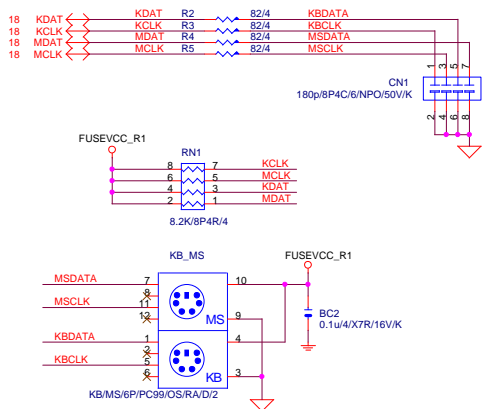 18 KDAT KDAT R2 82/4 KBDATA
18 KCLK KCLK R3 82/4 KBCLK
18 MDAT MDAT R4 82/4 MSDATA
18 MCLK MCLK R5 82/4 MSCLK
1 3 5 7
CN1
180p/8P4C/6/NPO/50V/K
2 4 6 8
FUSEVCC_R1
RN1
8 7 KCLK
6 5 MCLK
4 3 KDAT
2 1 MDAT
8.2K/8P4R/4
KB_MS
FUSEVCC_R1
MSDATA 7 10
8
MSCLK 11
12 MS 9
BC2
0.1u/4/X7R/16V/K
KBDATA 1 4
2
KBCLK 5
6 KB 3
KB/MS/6P/PC99/OS/RA/D/2